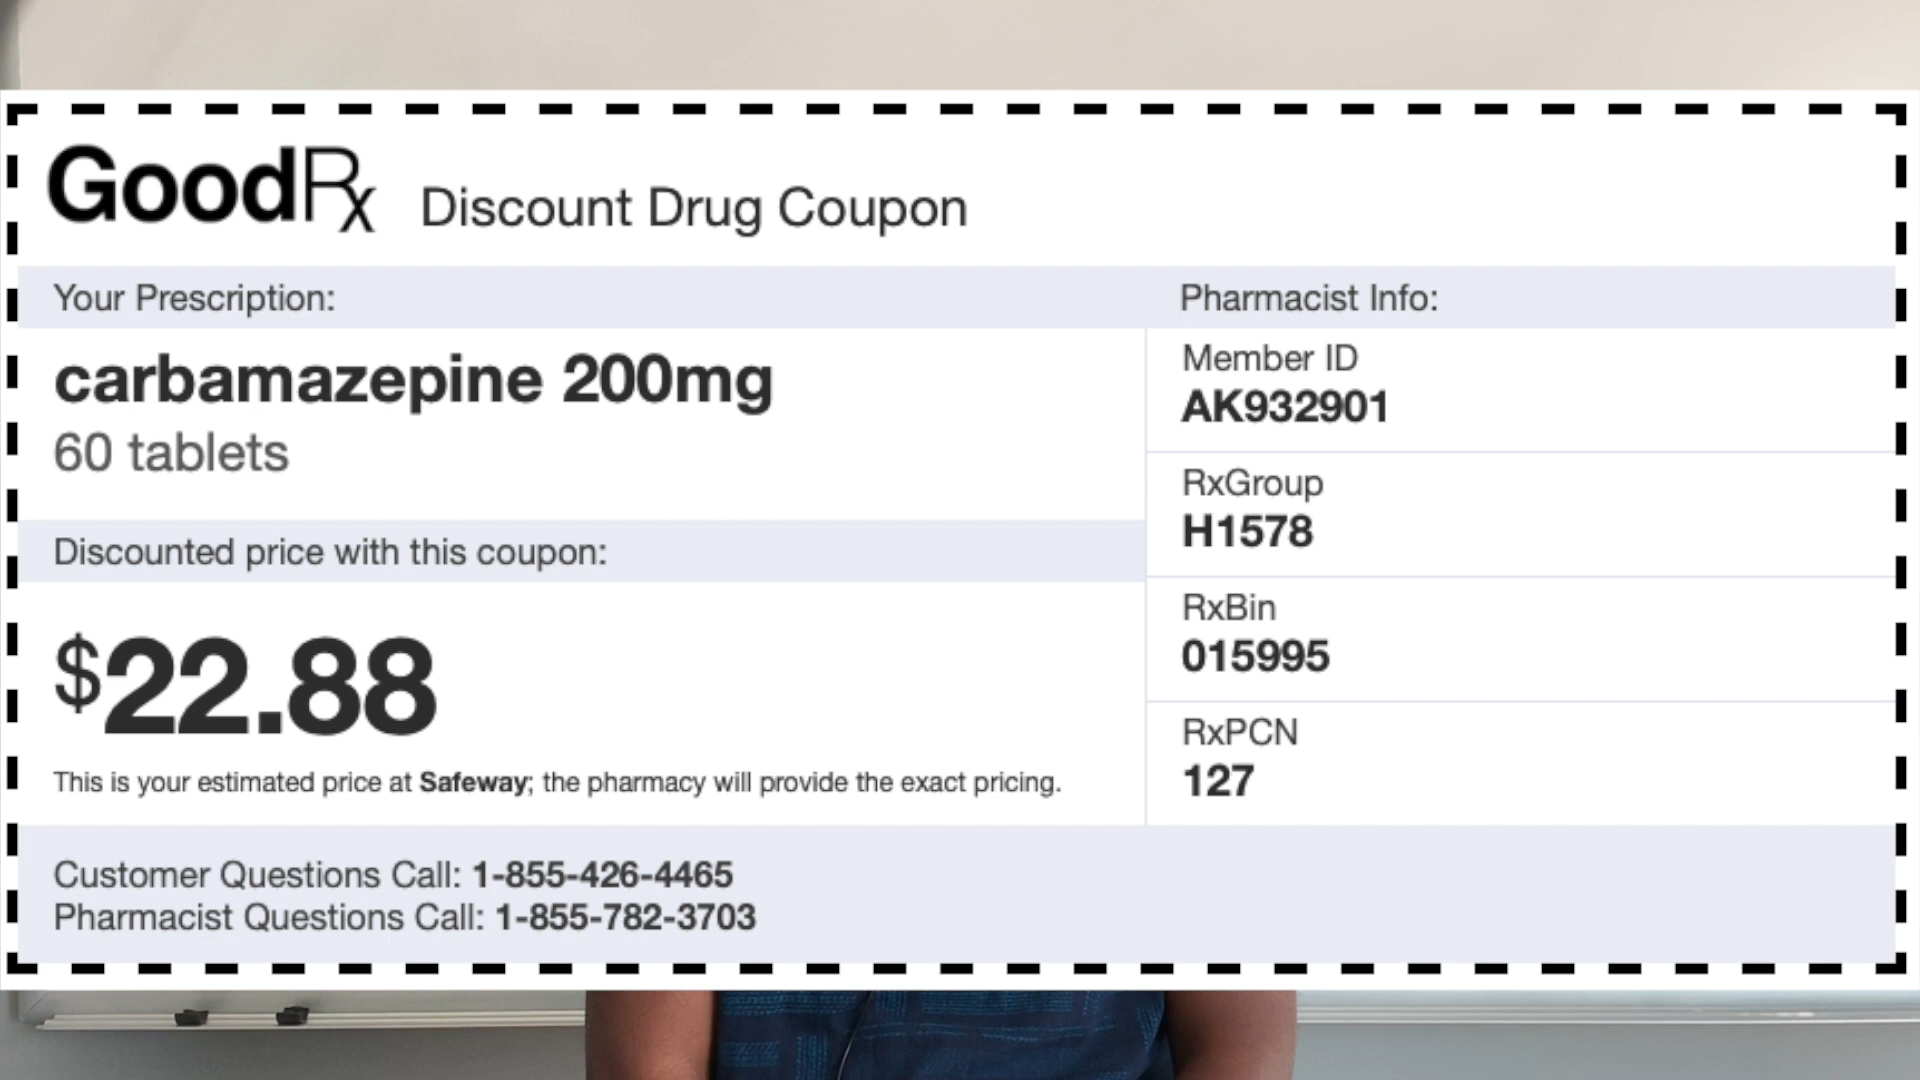 GoodRx Discount Drug Coupon
Your Prescription:
carbamazepine 200mg
60 tablets
Discounted price with this coupon:
$22.88
This is your estimated price at Safeway; the pharmacy will provide the exact pricing.
Pharmacist Info:
Member ID
AK932901
RxGroup
H1578
RxBin
015995
RxPCN
127
Customer Questions Call: 1-855-426-4465
Pharmacist Questions Call: 1-855-782-3703